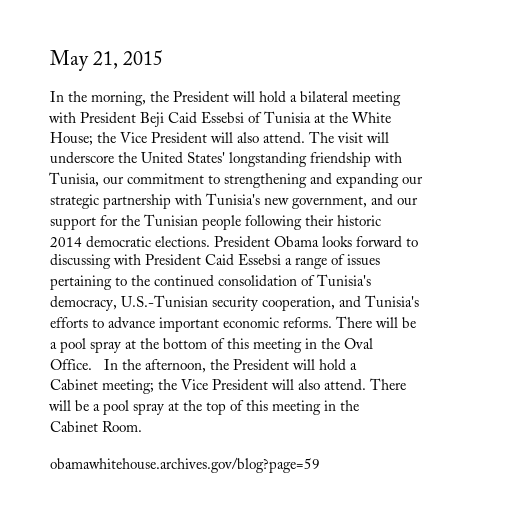 May 21, 2015
In the morning, the President will hold a bilateral meeting
with President Beji Caid Essebsi of Tunisia at the White
House; the Vice President will also attend. The visit will
underscore the United States' longstanding friendship with
Tunisia, our commitment to strengthening and expanding our
strategic partnership with Tunisia's new government, and our
support for the Tunisian people following their historic
2014 democratic elections. President Obama looks forward to
discussing with President Caid Essebsi a range of issues
pertaining to the continued consolidation of Tunisia's
democracy, U.S.-Tunisian security cooperation, and Tunisia's
efforts to advance important economic reforms. There will be
a pool spray at the bottom of this meeting in the Oval
Office.   In the afternoon, the President will hold a
Cabinet meeting; the Vice President will also attend. There
will be a pool spray at the top of this meeting in the
Cabinet Room.
obamawhitehouse.archives.gov/blog?page=59